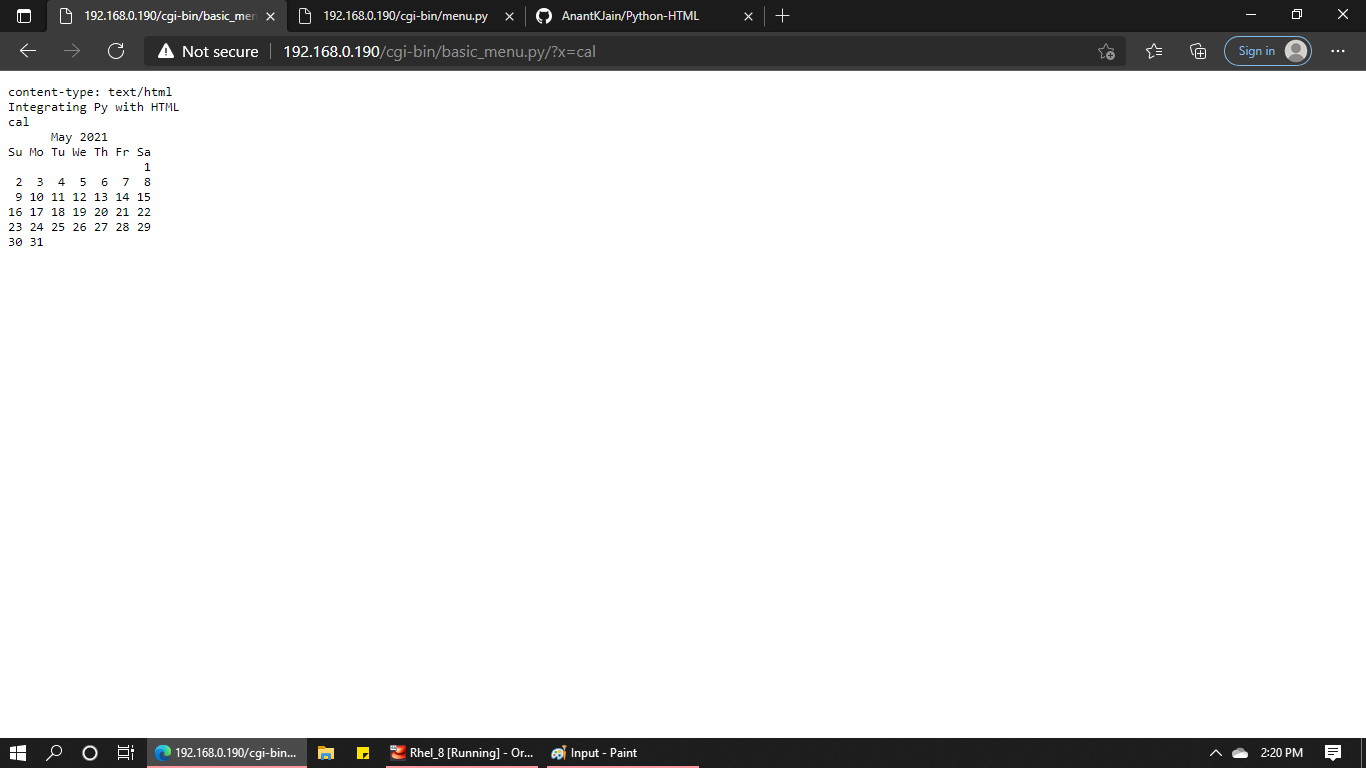 192.168.0.190/cgi-bin/basic_men
192.168.0.190/cgi-bin/menu.py
AnantKJain/Python-HTML
Not secure
192.168.0.190/cgi-bin/basic_menu.py/?x=cal
Sign in
content-type: text/html
Integrating Py with HTML
cal
      May 2021
Su Mo Tu We Th Fr Sa
                   1
 2  3  4  5  6  7  8
 9 10 11 12 13 14 15
16 17 18 19 20 21 22
23 24 25 26 27 28 29
30 31
192.168.0.190/cgi-bin...
Rhel_8 [Running] - Or...
Input - Paint
2:20 PM